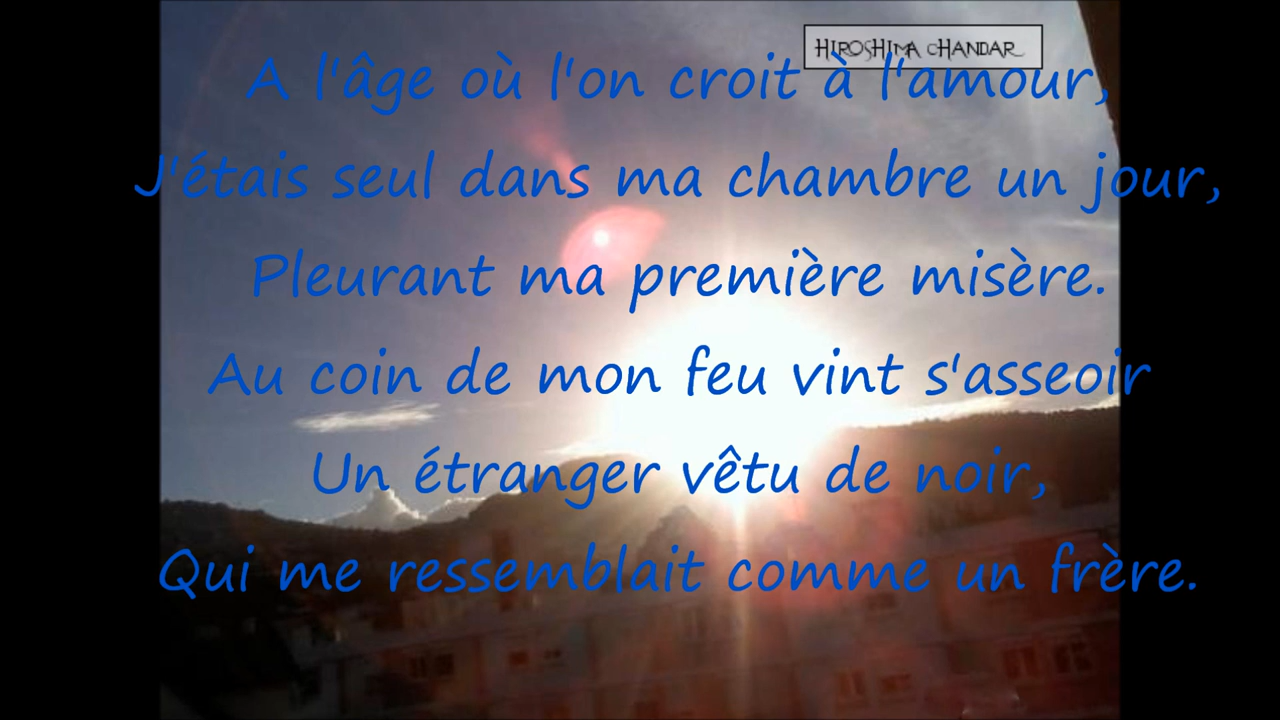 HIROSHIMA CHANDAR
A l'âge où l'on croit à l'amour,
J'étais seul dans ma chambre un jour,
Pleurant ma première misère.
Au coin de mon feu vint s'asseoir
Un étranger vêtu de noir,
Qui me ressemblait comme un frère.